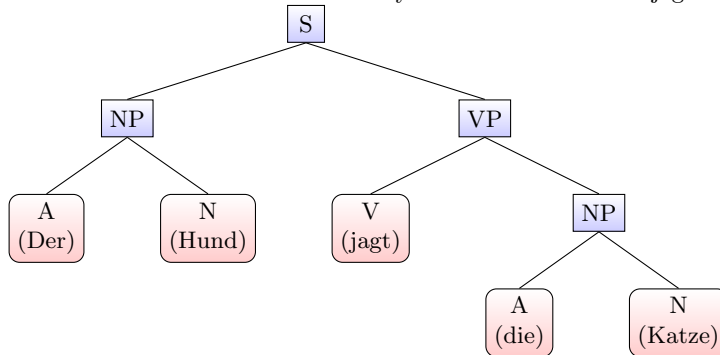 S
NP
VP
A
(Der)
N
(Hund)
V
(jagt)
NP
A
(die)
N
(Katze)